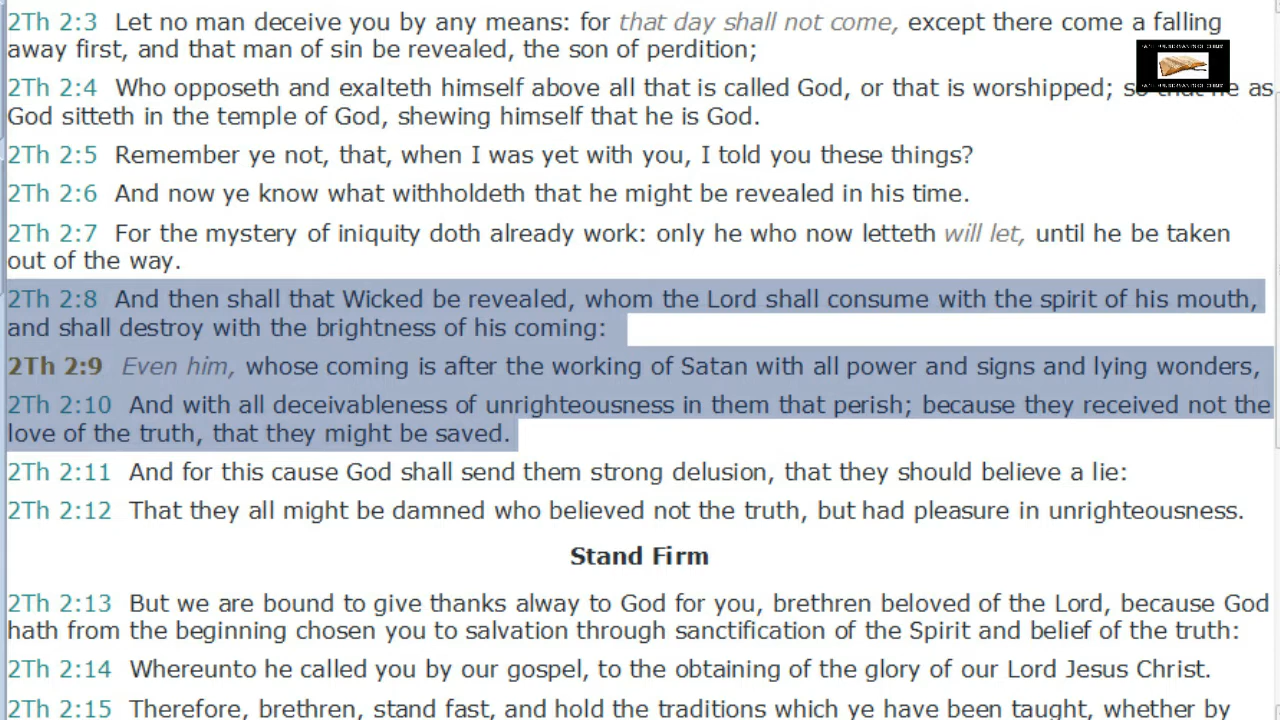 2Th 2:3 Let no man deceive you by any means: for that day shall not come, except there come a falling
away first, and that man of sin be revealed, the son of perdition;
2Th 2:4 Who opposeth and exalteth himself above all that is called God, or that is worshipped; so that he as
God sitteth in the temple of God, shewing himself that he is God.
2Th 2:5 Remember ye not, that, when I was yet with you, I told you these things?
2Th 2:6 And now ye know what withholdeth that he might be revealed in his time.
2Th 2:7 For the mystery of iniquity doth already work: only he who now letteth will let, until he be taken
out of the way.
2Th 2:8 And then shall that Wicked be revealed, whom the Lord shall consume with the spirit of his mouth,
and shall destroy with the brightness of his coming:
2Th 2:9 Even him, whose coming is after the working of Satan with all power and signs and lying wonders,
2Th 2:10 And with all deceivableness of unrighteousness in them that perish; because they received not the
love of the truth, that they might be saved.
2Th 2:11 And for this cause God shall send them strong delusion, that they should believe a lie:
2Th 2:12 That they all might be damned who believed not the truth, but had pleasure in unrighteousness.
Stand Firm
2Th 2:13 But we are bound to give thanks alway to God for you, brethren beloved of the Lord, because God
hath from the beginning chosen you to salvation through sanctification of the Spirit and belief of the truth:
2Th 2:14 Whereunto he called you by our gospel, to the obtaining of the glory of our Lord Jesus Christ.
2Th 2:15 Therefore, brethren, stand fast, and hold the traditions which ye have been taught, whether by